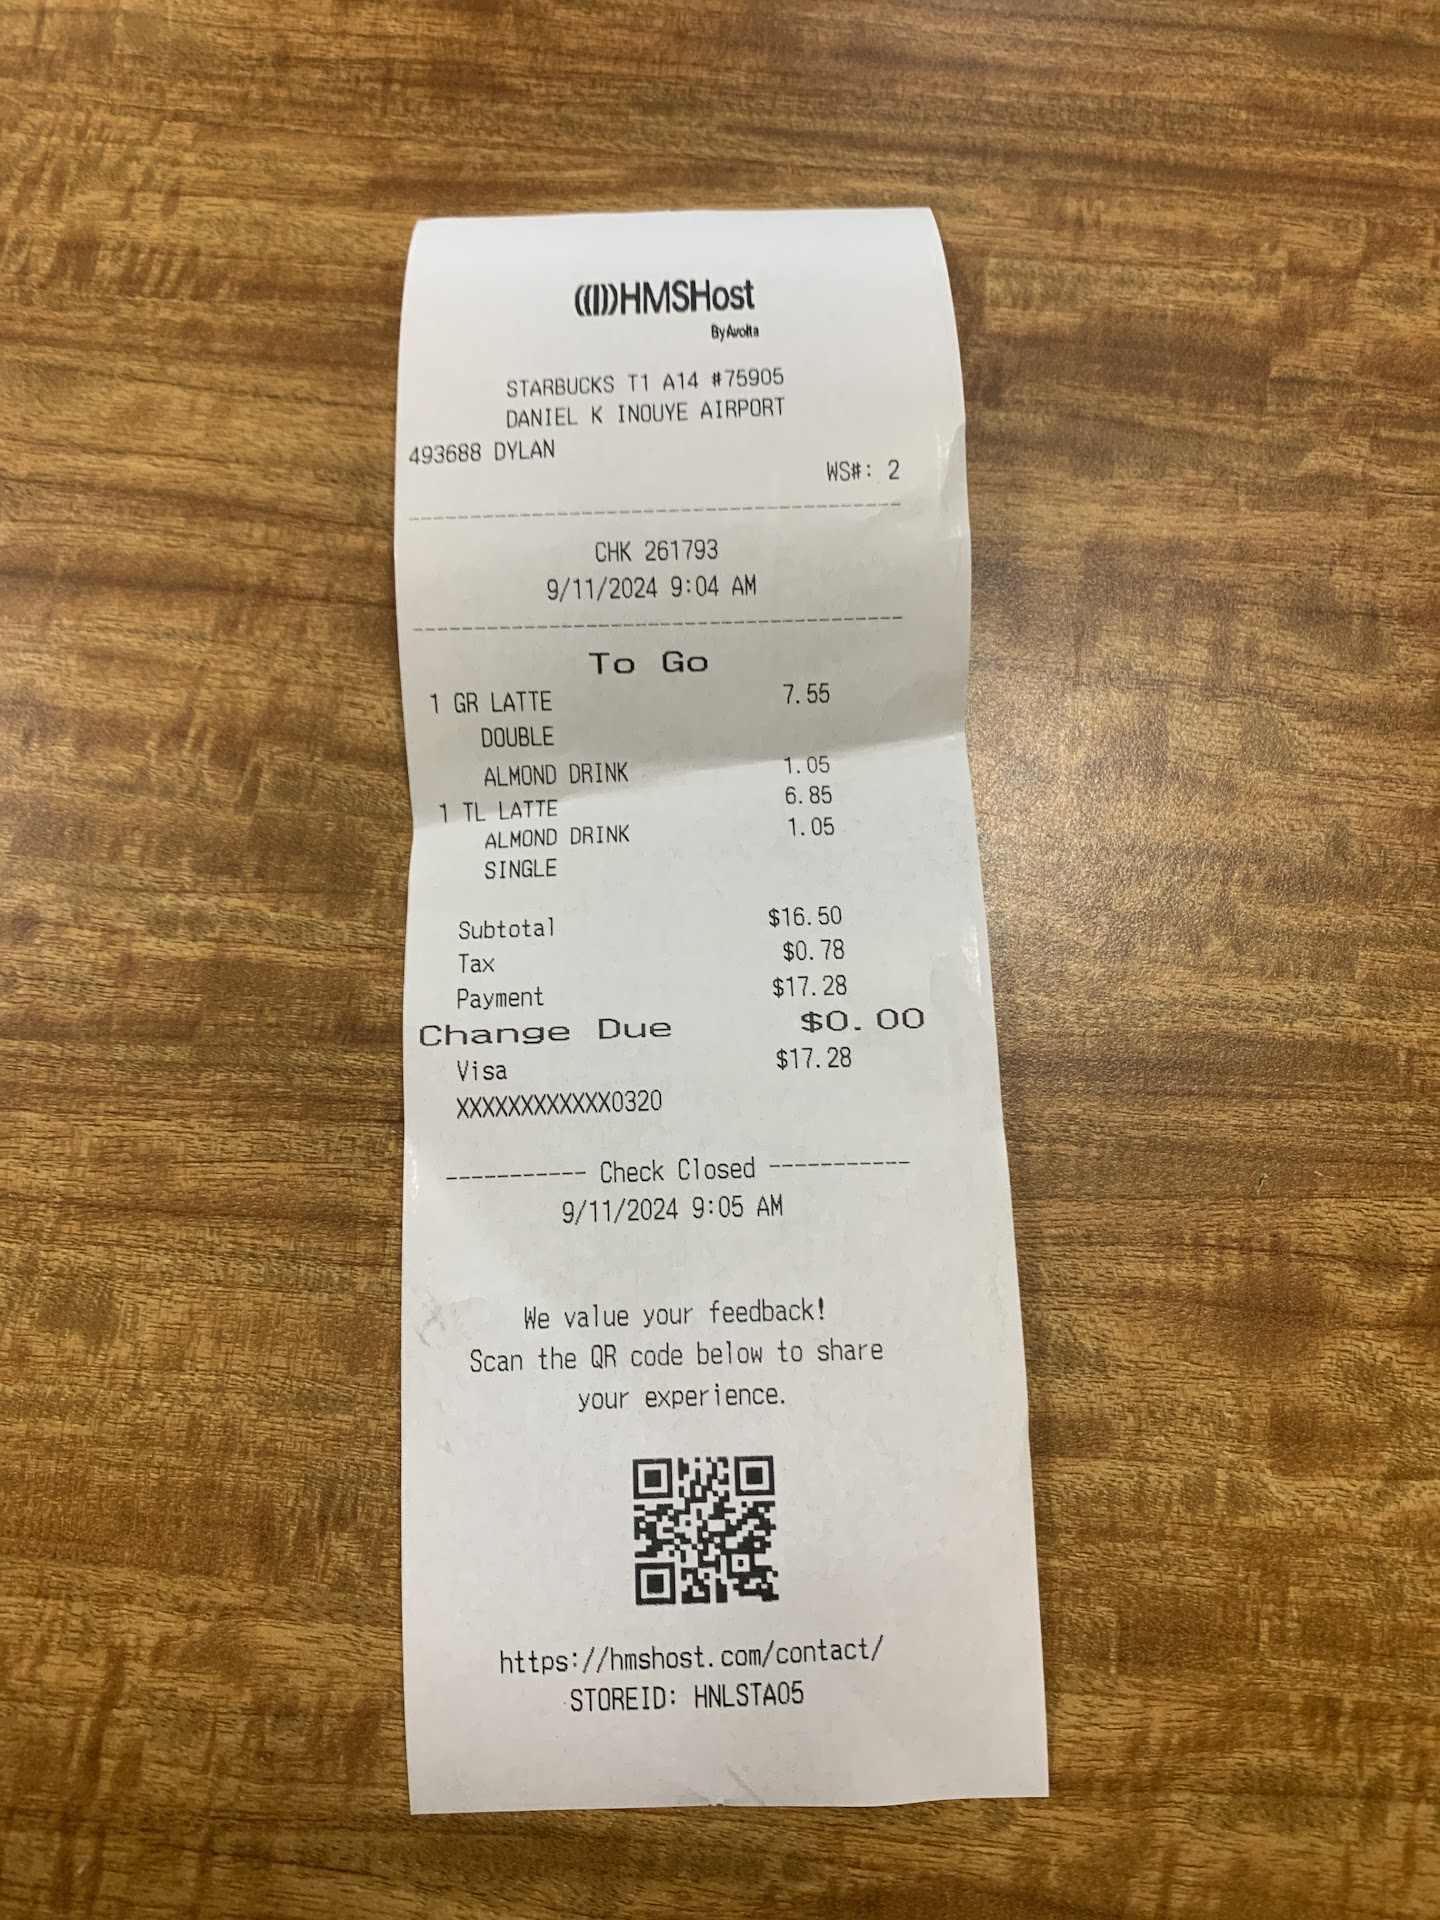 HMSHost
By Avolta
STARBUCKS T1 A14 #75905
DANIEL K INOUYE AIRPORT
493688 DYLAN
WS#: 2
----------------------------------------
CHK 261793
9/11/2024 9:04 AM
----------------------------------------
To Go
1 GR LATTE 7.55
DOUBLE
ALMOND DRINK 1.05
1 TL LATTE 6.85
ALMOND DRINK 1.05
SINGLE
Subtotal $16.50
Tax $0.78
Payment $17.28
Change Due $0.00
Visa $17.28
XXXXXXXXXXXX0320
----------- Check Closed -----------
9/11/2024 9:05 AM
We value your feedback!
Scan the QR code below to share
your experience.
https://hmshost.com/contact/
STOREID: HNLSTA05